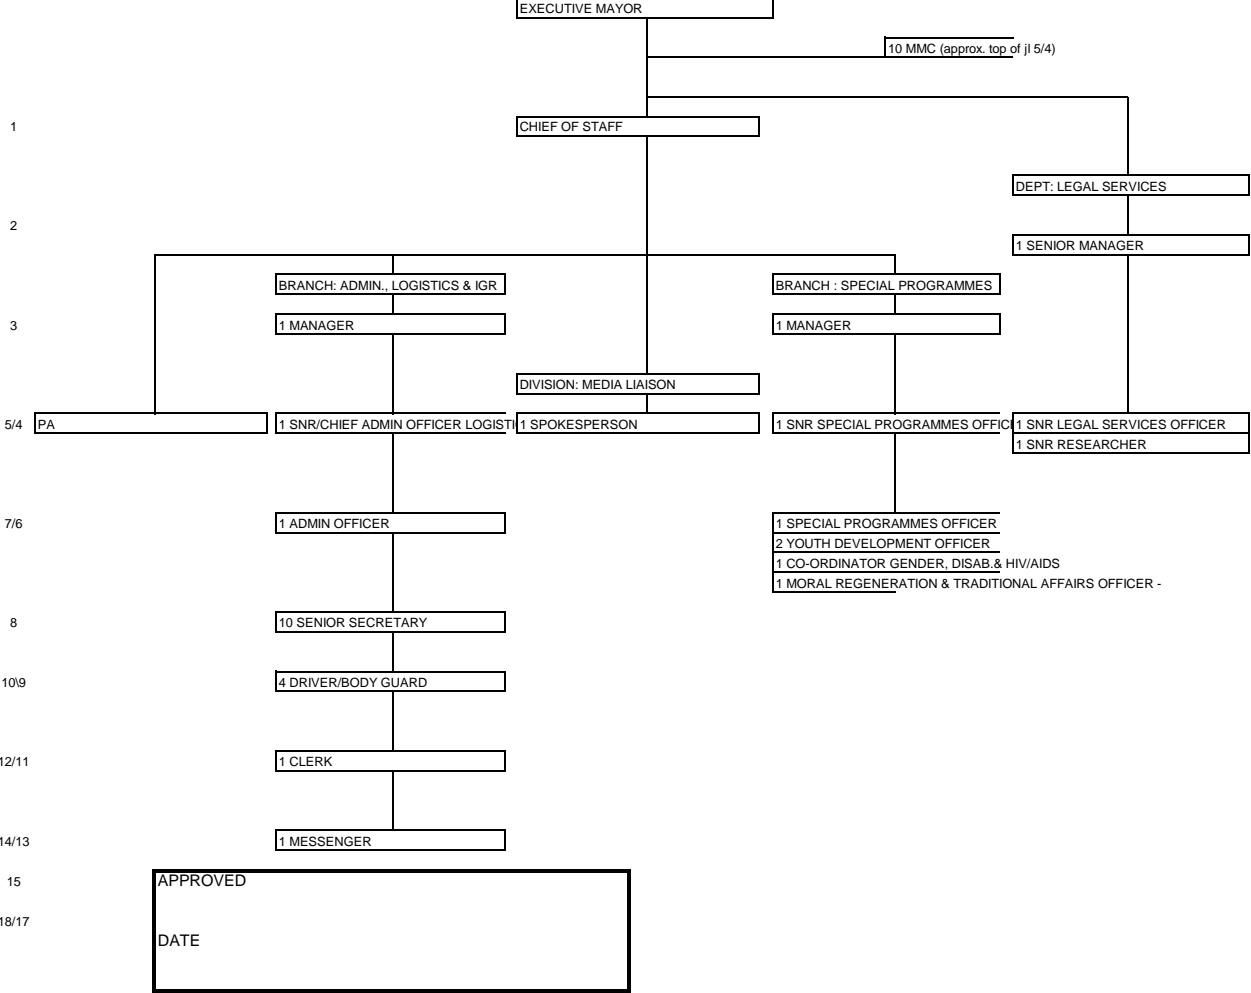 EXECUTIVE MAYOR
10 MMC (approx. top of jl 5/4)
1
CHIEF OF STAFF
DEPT: LEGAL SERVICES
2
1 SENIOR MANAGER
BRANCH: ADMIN., LOGISTICS & IGR
BRANCH : SPECIAL PROGRAMMES
3
1 MANAGER
1 MANAGER
DIVISION: MEDIA LIAISON
5/4
PA
1 SNR/CHIEF ADMIN OFFICER LOGISTI
1 SPOKESPERSON
1 SNR SPECIAL PROGRAMMES OFFIC
1 SNR LEGAL SERVICES OFFICER
1 SNR RESEARCHER
7/6
1 ADMIN OFFICER
1 SPECIAL PROGRAMMES OFFICER
2 YOUTH DEVELOPMENT OFFICER
1 CO-ORDINATOR GENDER, DISAB.& HIV/AIDS
1 MORAL REGENERATION & TRADITIONAL AFFAIRS OFFICER -
8
10 SENIOR SECRETARY
10\9
4 DRIVER/BODY GUARD
12/11
1 CLERK
14/13
1 MESSENGER
15
APPROVED
18/17
DATE